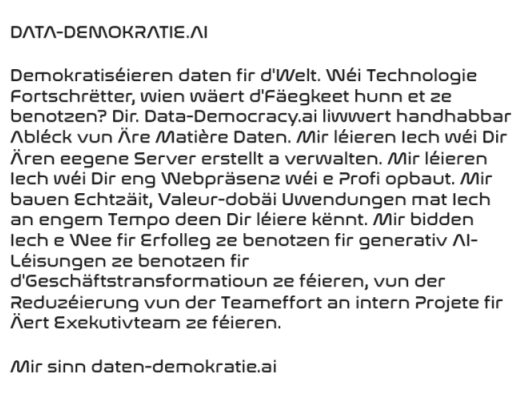 DATA-DEMOKRATIE.AI
Demokratiséieren daten fir d'Welt. Wéi Technologie
Fortschrëtter, wien wäert d'Fäegkeet hunn et ze
benotzen? Dir. Data-Democracy.ai liwwert handhabbar
Abléck vun Äre Matière Daten. Mir léieren Iech wéi Dir
Ären eegene Server erstellt a verwalten. Mir léieren
Iech wéi Dir eng Webpräsenz wéi e Profi opbaut. Mir
bauen Echtzäit, Valeur-dobäi Uwendungen mat Iech
an engem Tempo deen Dir léiere kënnt. Mir bidden
Iech e Wee fir Erfolleg ze benotzen fir generativ AI-
Léisungen ze benotzen fir
d'Geschäftstransformatioun ze féieren, vun der
Reduzéierung vun der Teameffort an intern Projete fir
Äert Exekutivteam ze féieren.
Mir sinn daten-demokratie.ai